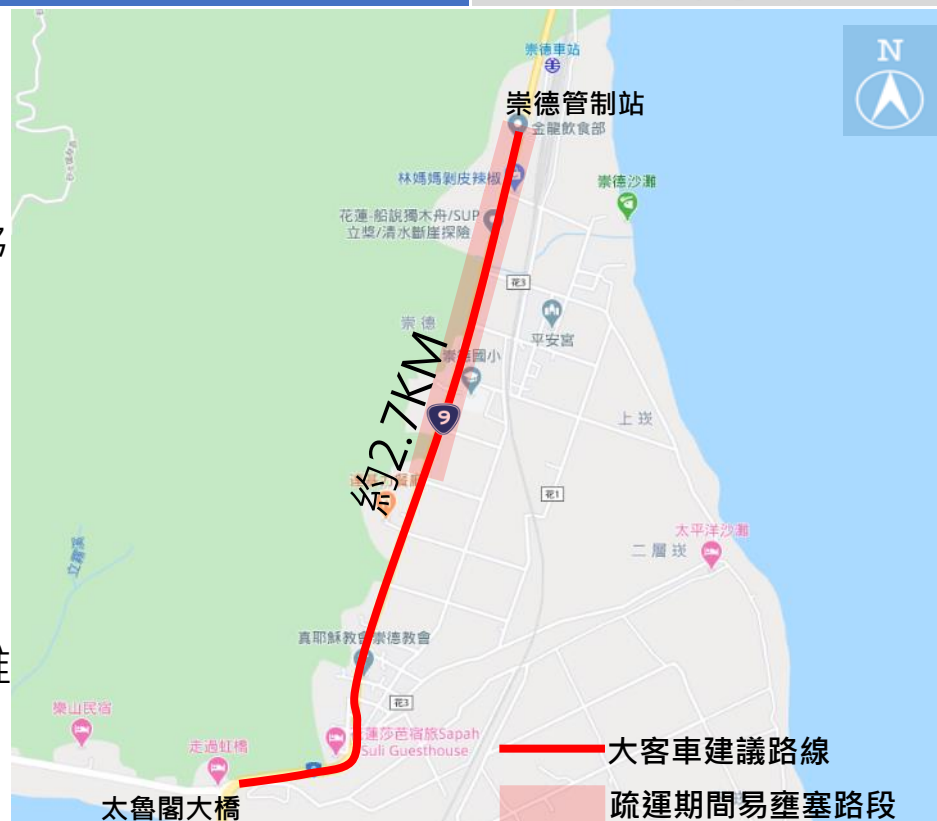 崇德車站
N
崇德管制站
金龍飲食部
林媽媽剝皮辣椒
崇德沙灘
花蓮-船說獨木舟/SUP
立槳/清水斷崖探險
花3
崇德
平安宮
崇德國小
約2.7KM
9
上崁
花1
太平洋沙灘
二層崁
立霧溪
真耶穌教會崇德教會
花3
樂山民宿
走過虹橋
蓮莎芭宿旅Sapah
Suli Guesthouse
大客車建議路線
太魯閣大橋
疏運期間易壅塞路段